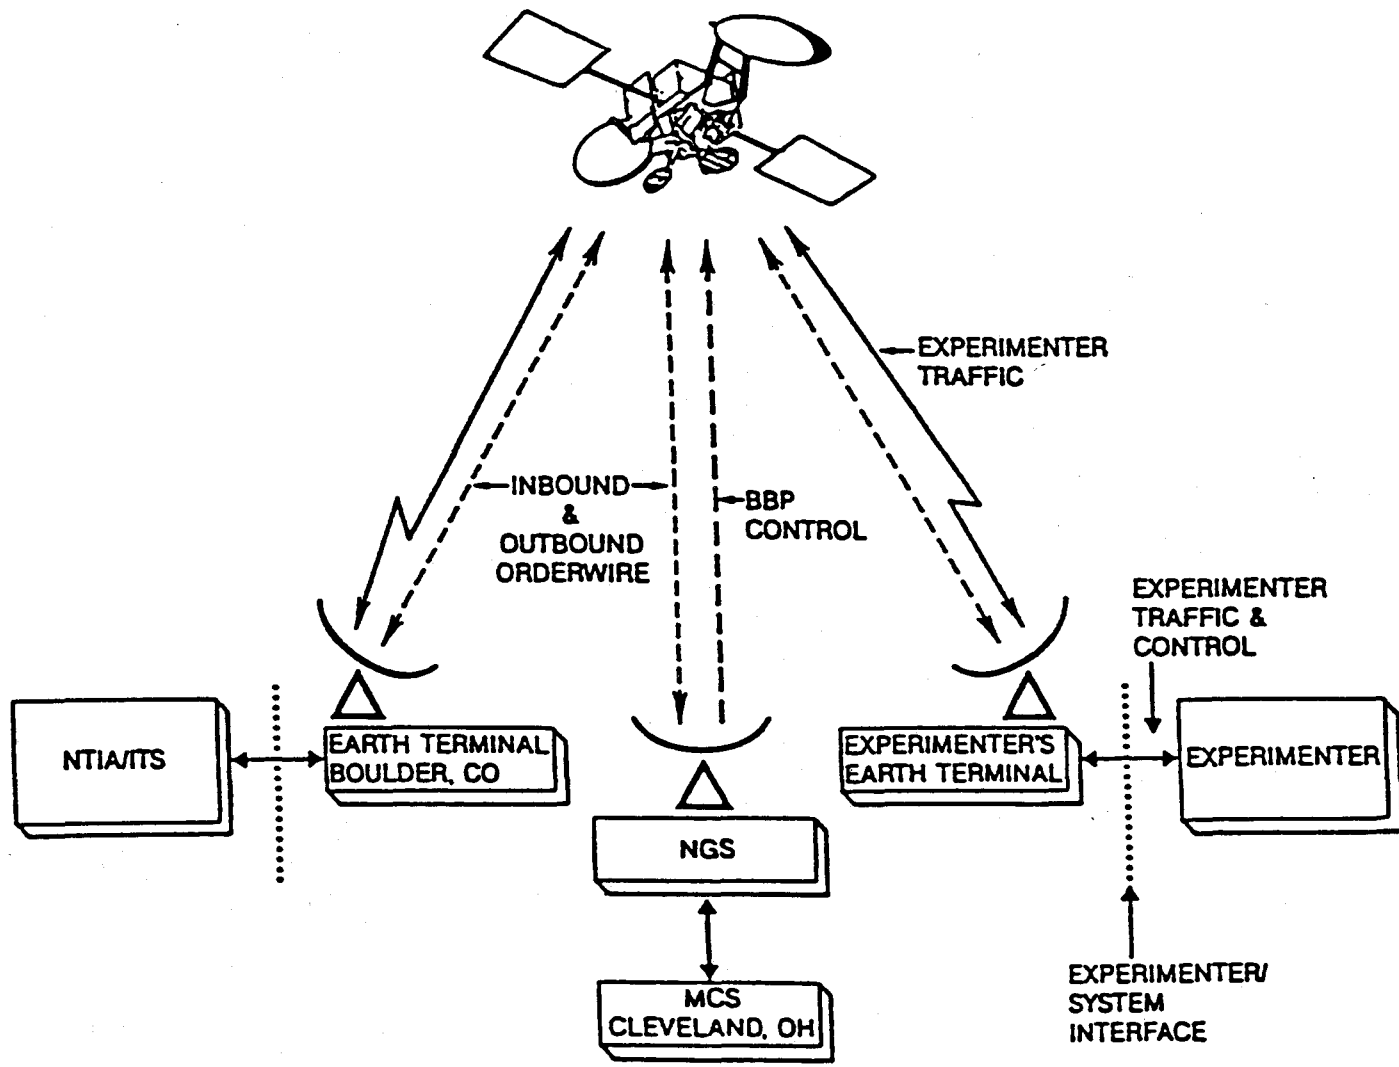 EXPERIMENTER
TRAFFIC
INBOUND
&
OUTBOUND
ORDERWIRE
BBP
CONTROL
EXPERIMENTER
TRAFFIC &
CONTROL
NTIA/ITS
EARTH TERMINAL
BOULDER, CO
EXPERIMENTER'S
EARTH TERMINAL
EXPERIMENTER
NGS
MCS
CLEVELAND, OH
EXPERIMENTER/
SYSTEM
INTERFACE